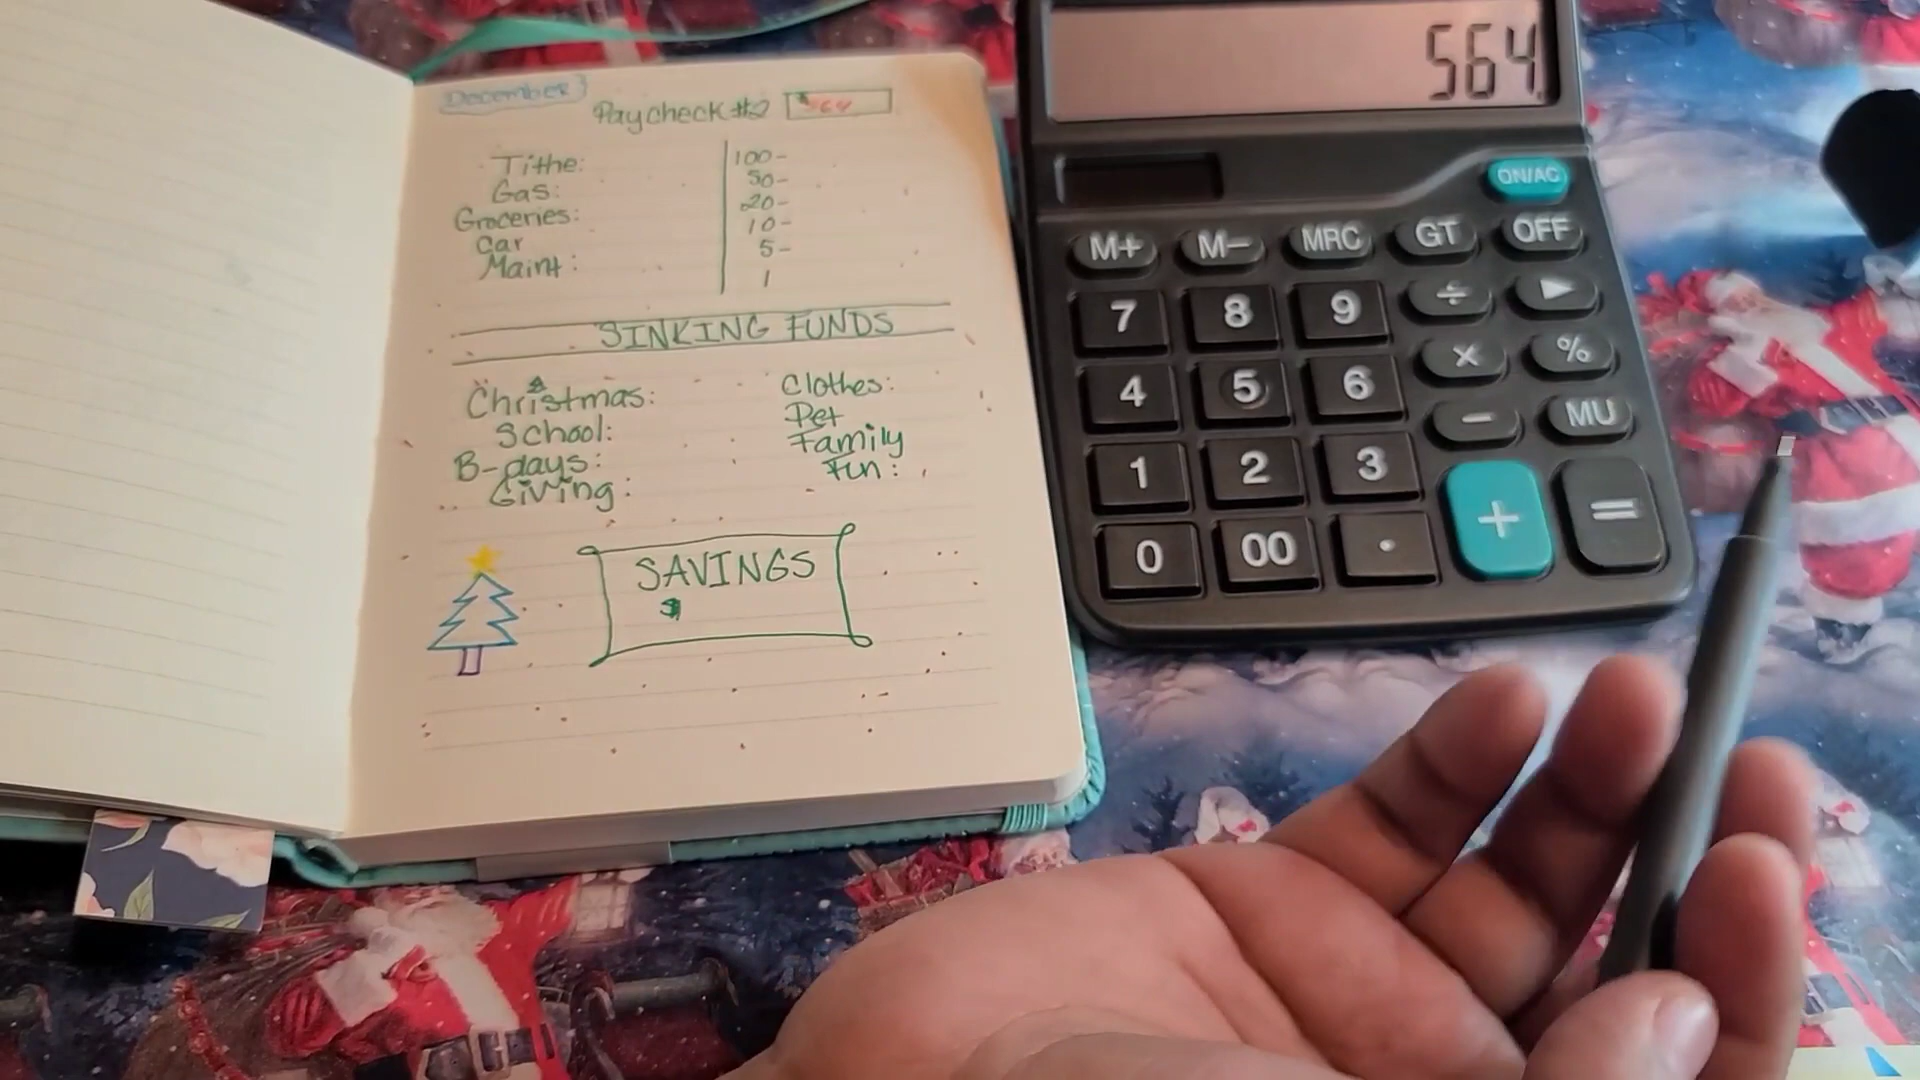 December
Paycheck #2
Tithe: 100-
Gas: 50-
Groceries: 20-
Car 10-
Maint: 5-
1
SINKING FUNDS
Christmas: Clothes:
School: Pet
B-days: Family
Giving: Fun:
SAVINGS
$
564.
ON/AC
M+ M− MRC GT OFF
7 8 9 ÷ ▶
4 5 6 × %
1 2 3 − MU
0 00 . + =